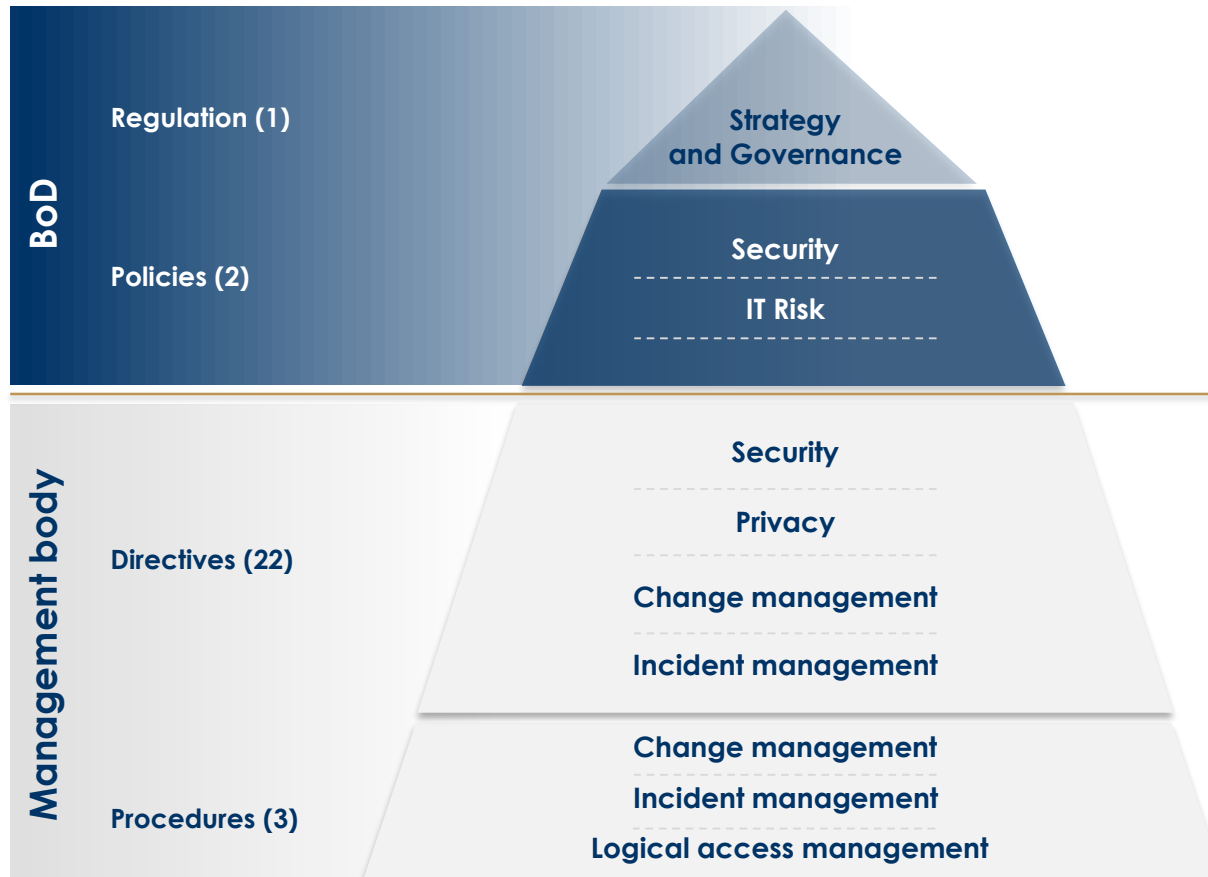 BoD
Regulation (1)
Strategy
and Governance
Policies (2)
Security
IT Risk
Management body
Directives (22)
Security
Privacy
Change management
Incident management
Procedures (3)
Change management
Incident management
Logical access management